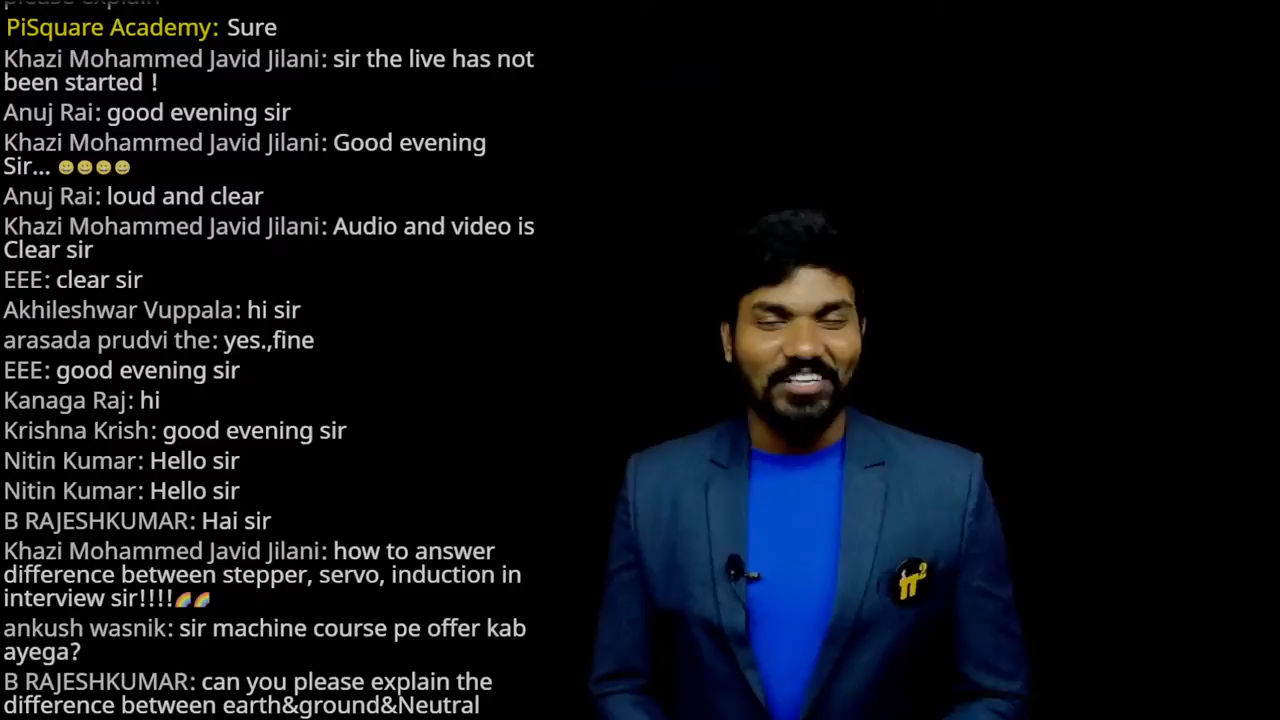 please explain
PiSquare Academy: Sure
Khazi Mohammed Javid Jilani: sir the live has not
been started !
Anuj Rai: good evening sir
Khazi Mohammed Javid Jilani: Good evening
Sir... 😄😄😄😄
Anuj Rai: loud and clear
Khazi Mohammed Javid Jilani: Audio and video is
Clear sir
EEE: clear sir
Akhileshwar Vuppala: hi sir
arasada prudvi the: yes.,fine
EEE: good evening sir
Kanaga Raj: hi
Krishna Krish: good evening sir
Nitin Kumar: Hello sir
Nitin Kumar: Hello sir
B RAJESHKUMAR: Hai sir
Khazi Mohammed Javid Jilani: how to answer
difference between stepper, servo, induction in
interview sir!!!!🌈🌈
ankush wasnik: sir machine course pe offer kab
ayega?
B RAJESHKUMAR: can you please explain the
difference between earth&ground&Neutral
π²